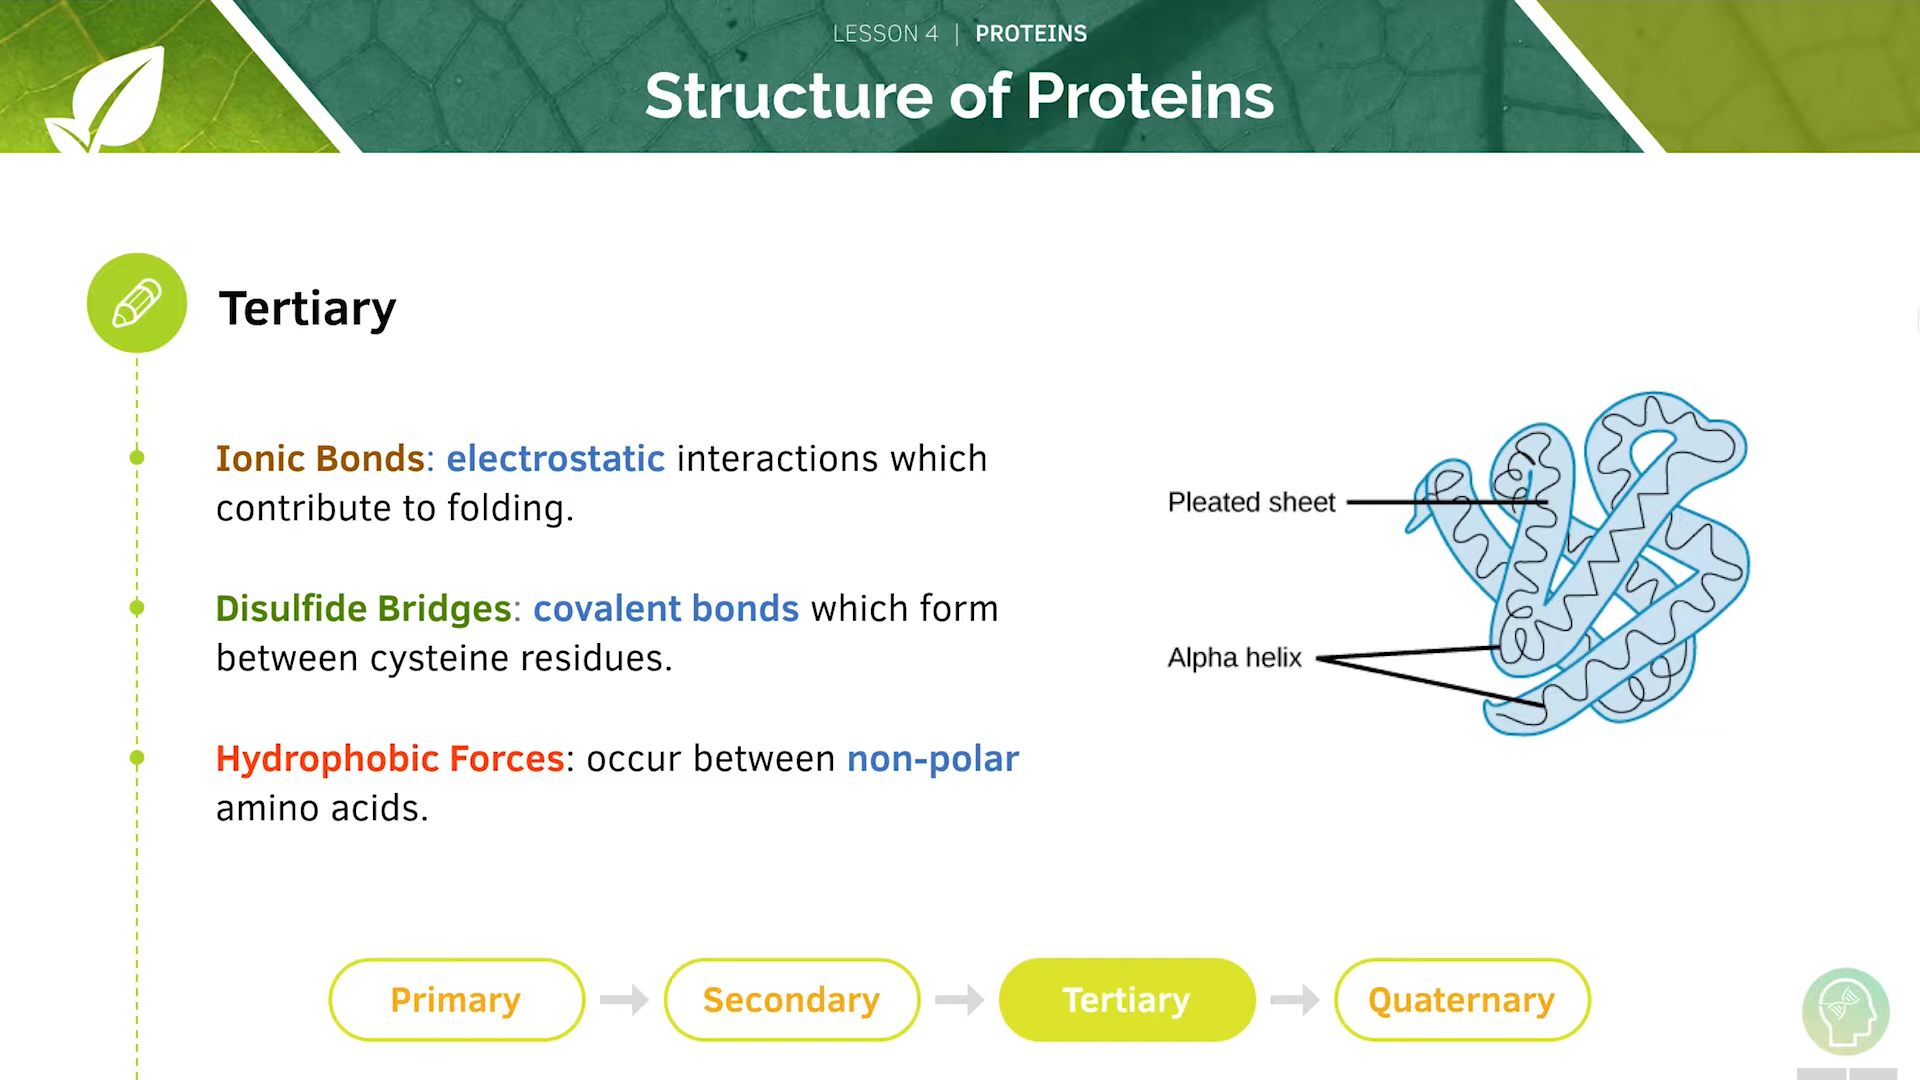 LESSON 4 | PROTEINS
Structure of Proteins
Tertiary
Ionic Bonds: electrostatic interactions which
contribute to folding.
Disulfide Bridges: covalent bonds which form
between cysteine residues.
Hydrophobic Forces: occur between non-polar
amino acids.
Pleated sheet
Alpha helix
Primary
Secondary
Tertiary
Quaternary